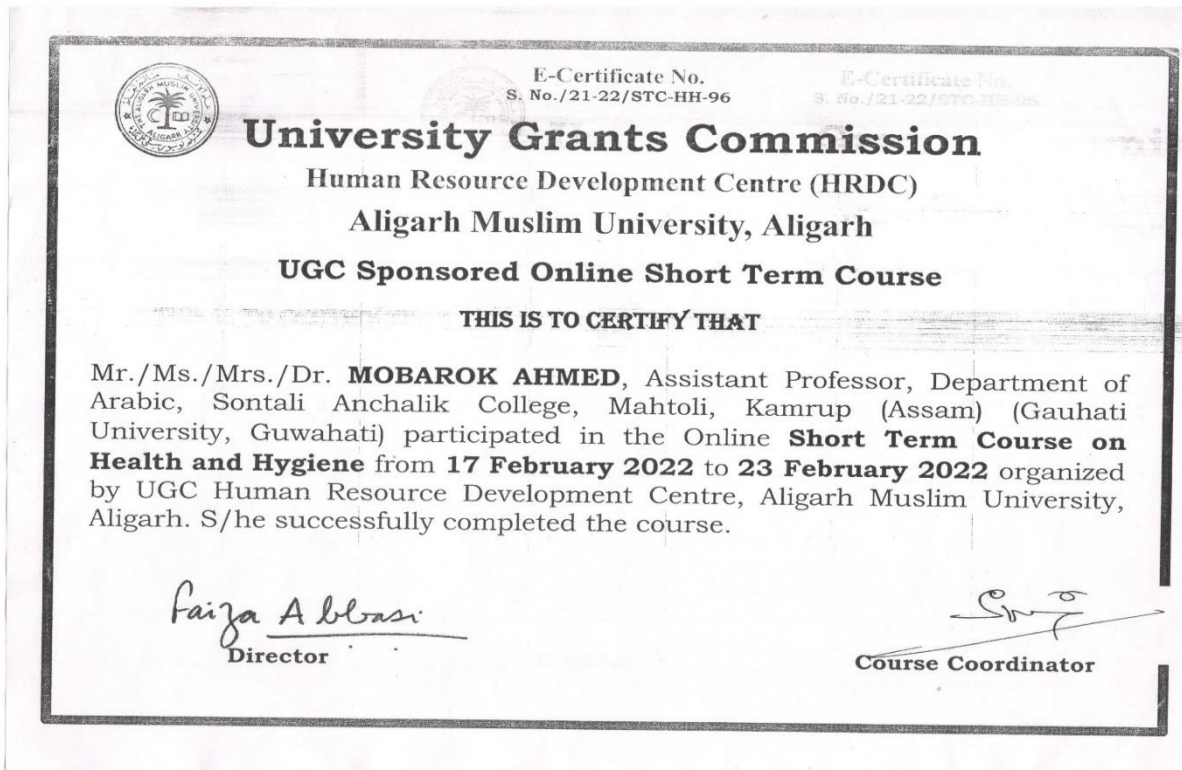 E-Certificate No.
S. No./21-22/STC-HH-96
University Grants Commission
Human Resource Development Centre (HRDC)
Aligarh Muslim University, Aligarh
UGC Sponsored Online Short Term Course
THIS IS TO CERTIFY THAT
Mr./Ms./Mrs./Dr. MOBAROK AHMED, Assistant Professor, Department of
Arabic, Sontali Anchalik College, Mahtoli, Kamrup (Assam) (Gauhati
University, Guwahati) participated in the Online Short Term Course on
Health and Hygiene from 17 February 2022 to 23 February 2022 organized
by UGC Human Resource Development Centre, Aligarh Muslim University,
Aligarh. S/he successfully completed the course.
Faiza Abbasi
Director
Course Coordinator